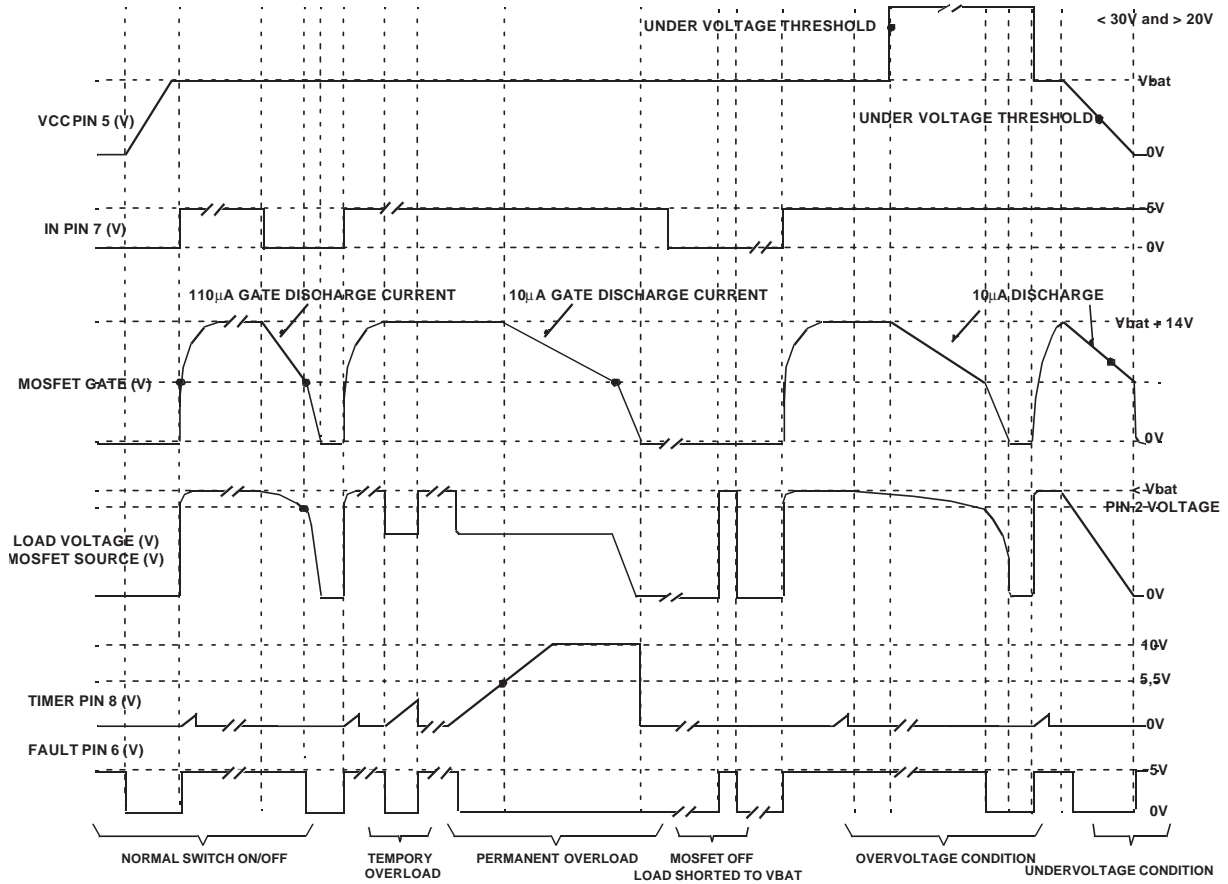 UNDER VOLTAGE THRESHOLD
< 30V and > 20V
Vbat
VCC PIN 5 (V)
UNDER VOLTAGE THRESHOLD
0V
5V
IN PIN 7 (V)
0V
110µA GATE DISCHARGE CURRENT
10µA GATE DISCHARGE CURRENT
10µA DISCHARGE
Vbat + 14V
MOSFET GATE (V)
0V
< Vbat
PIN 2 VOLTAGE
LOAD VOLTAGE (V)
MOSFET SOURCE (V)
0V
10V
5,5V
TIMER PIN 8 (V)
0V
FAULT PIN 6 (V)
5V
0V
NORMAL SWITCH ON/OFF
TEMPORY
OVERLOAD
PERMANENT OVERLOAD
MOSFET OFF
LOAD SHORTED TO VBAT
OVERVOLTAGE CONDITION
UNDERVOLTAGE CONDITION